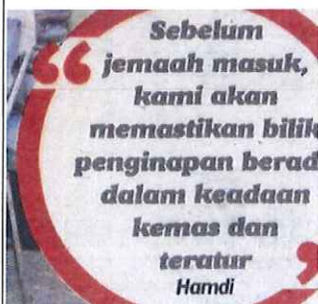 Sebelum
jemaah masuk,
kami akan
memastikan bilik
penginapan berad
dalam keadaan
kemas dan
teratur
Hamdi